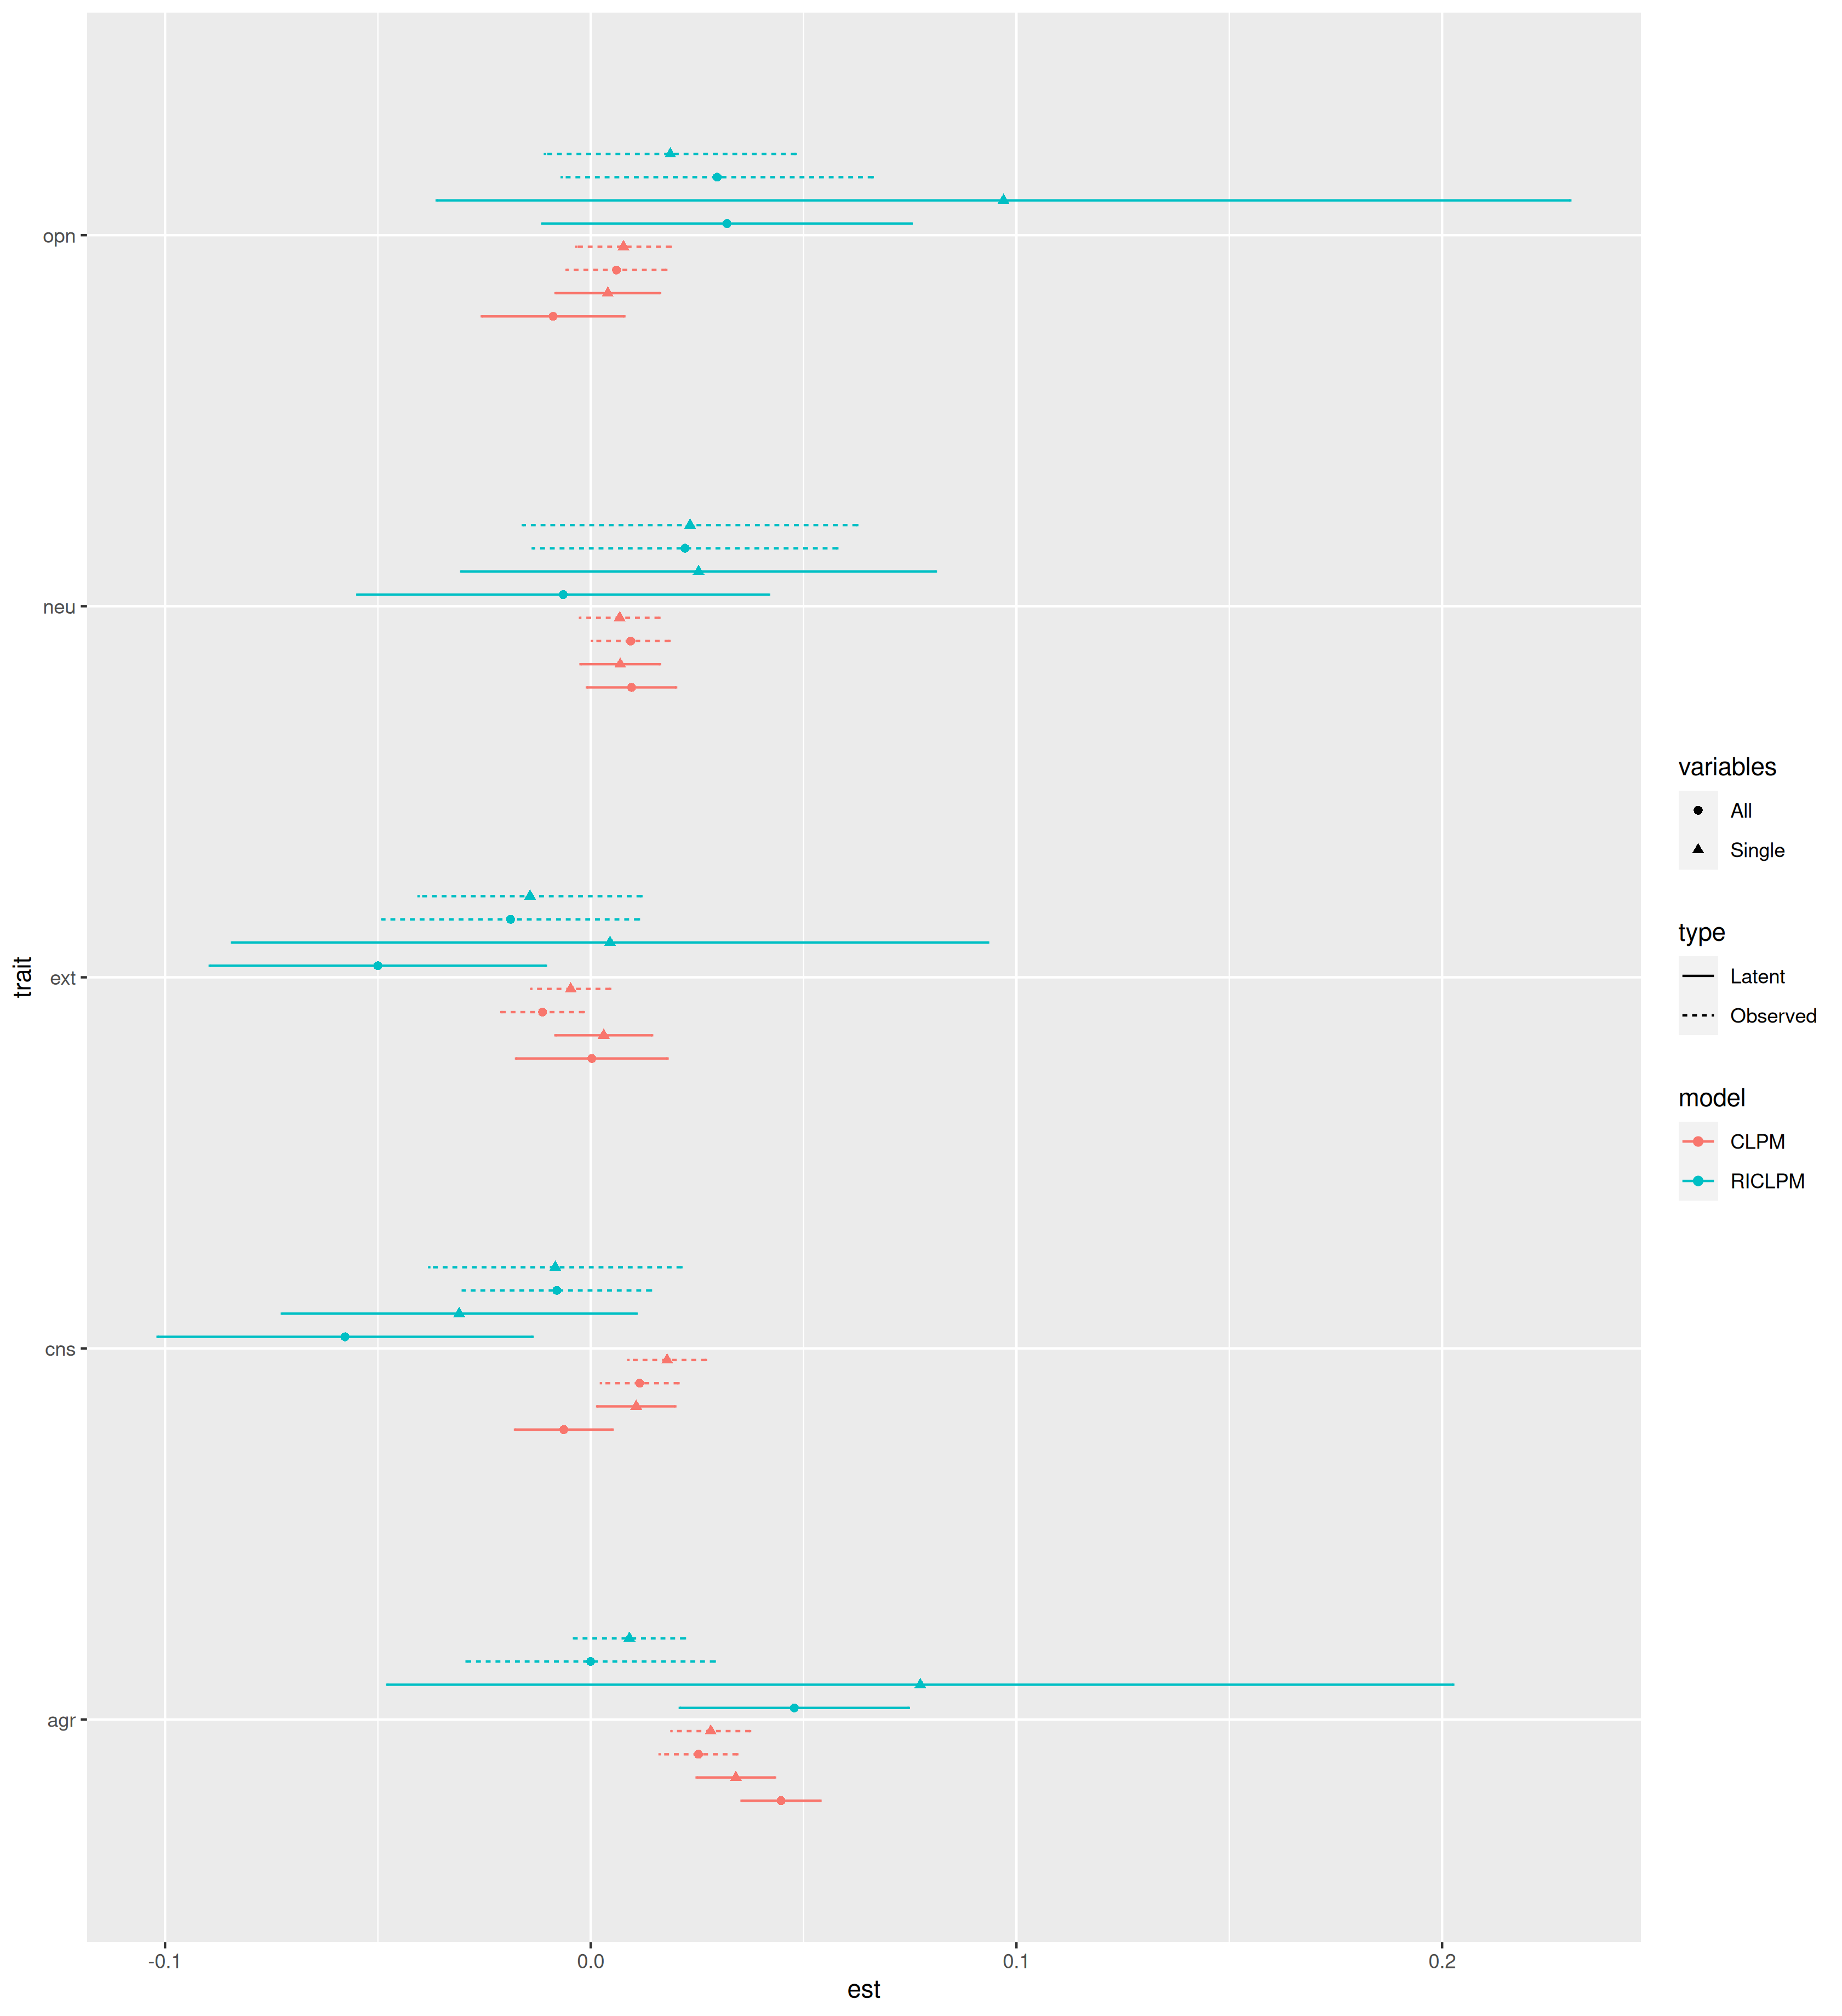 trait
opn
neu
ext
cns
agr
-0.1
0.0
0.1
0.2
est
variables
All
Single
type
Latent
Observed
model
CLPM
RICLPM